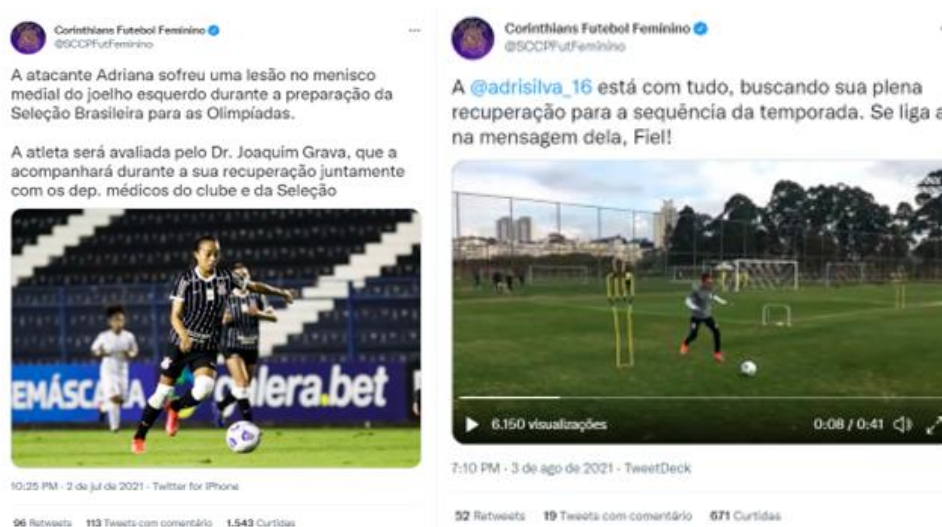 Corinthians Futebol Feminino
@SCCPFutFeminino
A atacante Adriana sofreu uma lesão no menisco
medial do joelho esquerdo durante a preparação da
Seleção Brasileira para as Olimpíadas.
A atleta será avaliada pelo Dr. Joaquim Grava, que a
acompanhará durante a sua recuperação juntamente
com os dep. médicos do clube e da Seleção
EMÁSCA
alera.bet
10:25 PM · 2 de jul de 2021 · Twitter for iPhone
96 Retweets 113 Tweets com comentário 1.543 Curtidas
Corinthians Futebol Feminino
@SCCPFutFeminino
A @adrisilva_16 está com tudo, buscando sua plena
recuperação para a sequência da temporada. Se liga a
na mensagem dela, Fiel!
6.150 visualizações
0:08 / 0:41
7:10 PM · 3 de ago de 2021 · TweetDeck
52 Retweets 19 Tweets com comentário 671 Curtidas